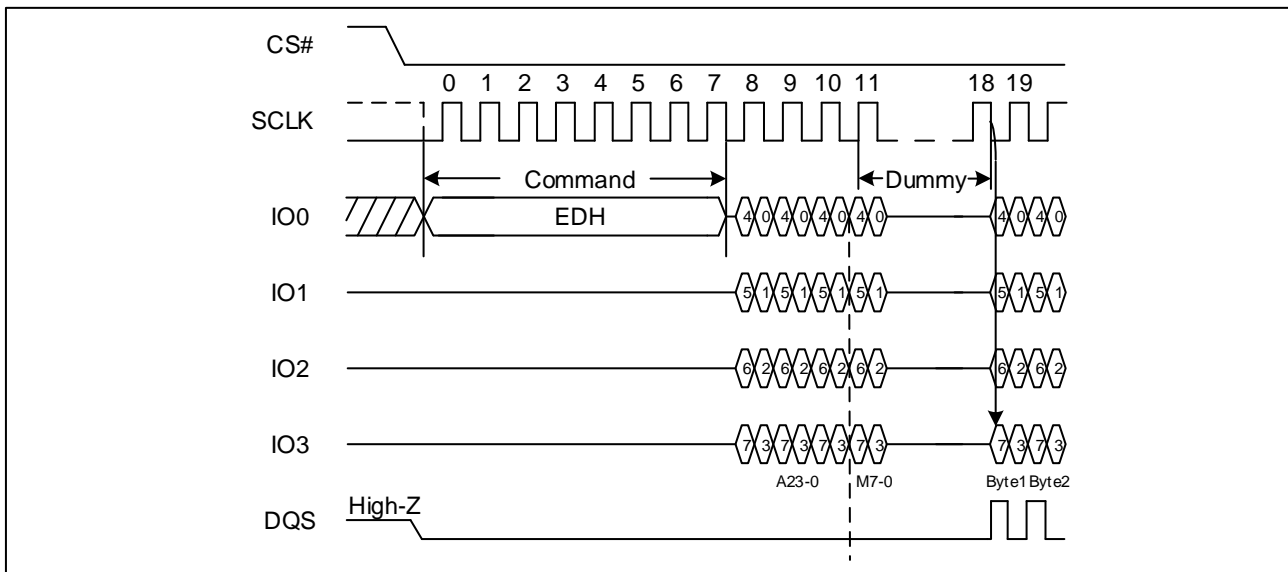 CS#
0 1 2 3 4 5 6 7 8 9 10 11 18 19
SCLK
Command Dummy
IO0 EDH 4 0 4 0 4 0 4 0 4 0 4 0
IO1 5 1 5 1 5 1 5 1 5 1 5 1
IO2 6 2 6 2 6 2 6 2 6 2 6 2
IO3 7 3 7 3 7 3 7 3 7 3 7 3
A23-0 M7-0 Byte1 Byte2
High-Z
DQS